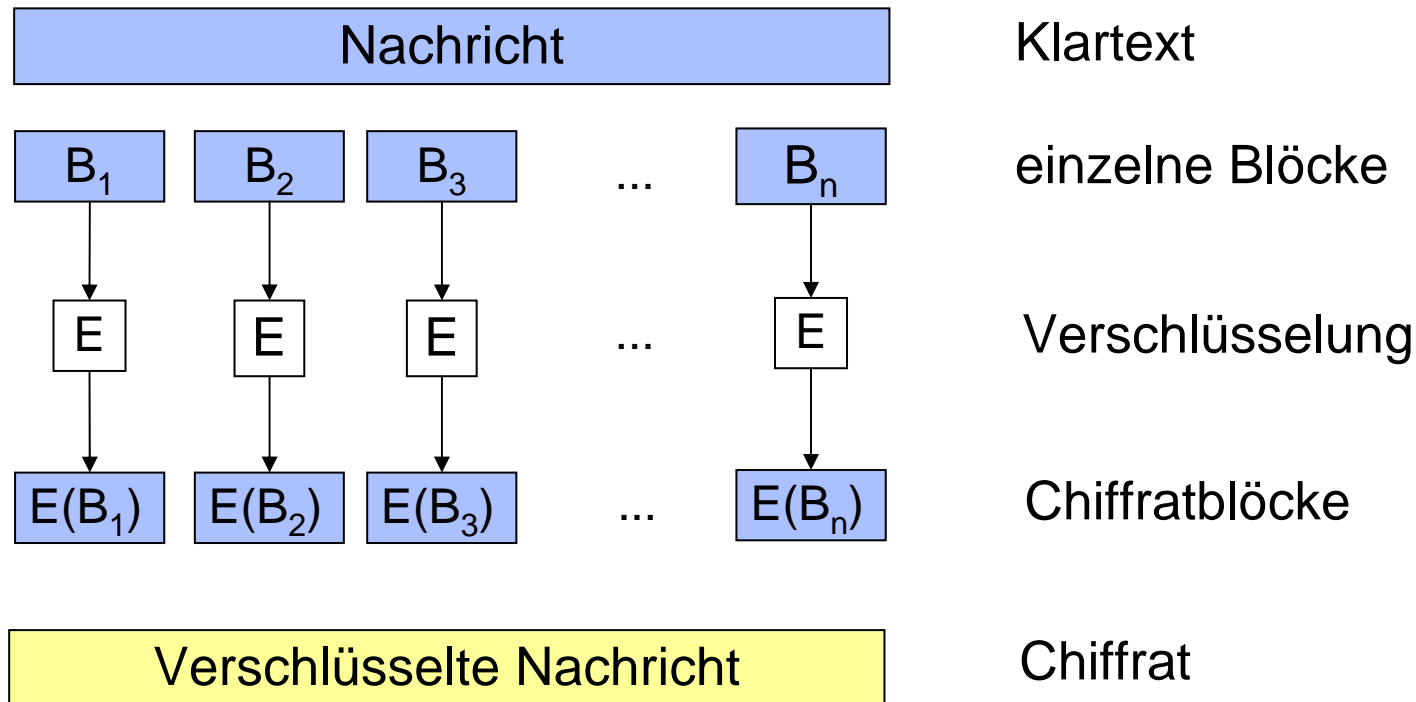 Nachricht Klartext
B₁ B₂ B₃ ... Bₙ einzelne Blöcke
E E E ... E Verschlüsselung
E(B₁) E(B₂) E(B₃) ... E(Bₙ) Chiffratblöcke
Verschlüsselte Nachricht Chiffrat